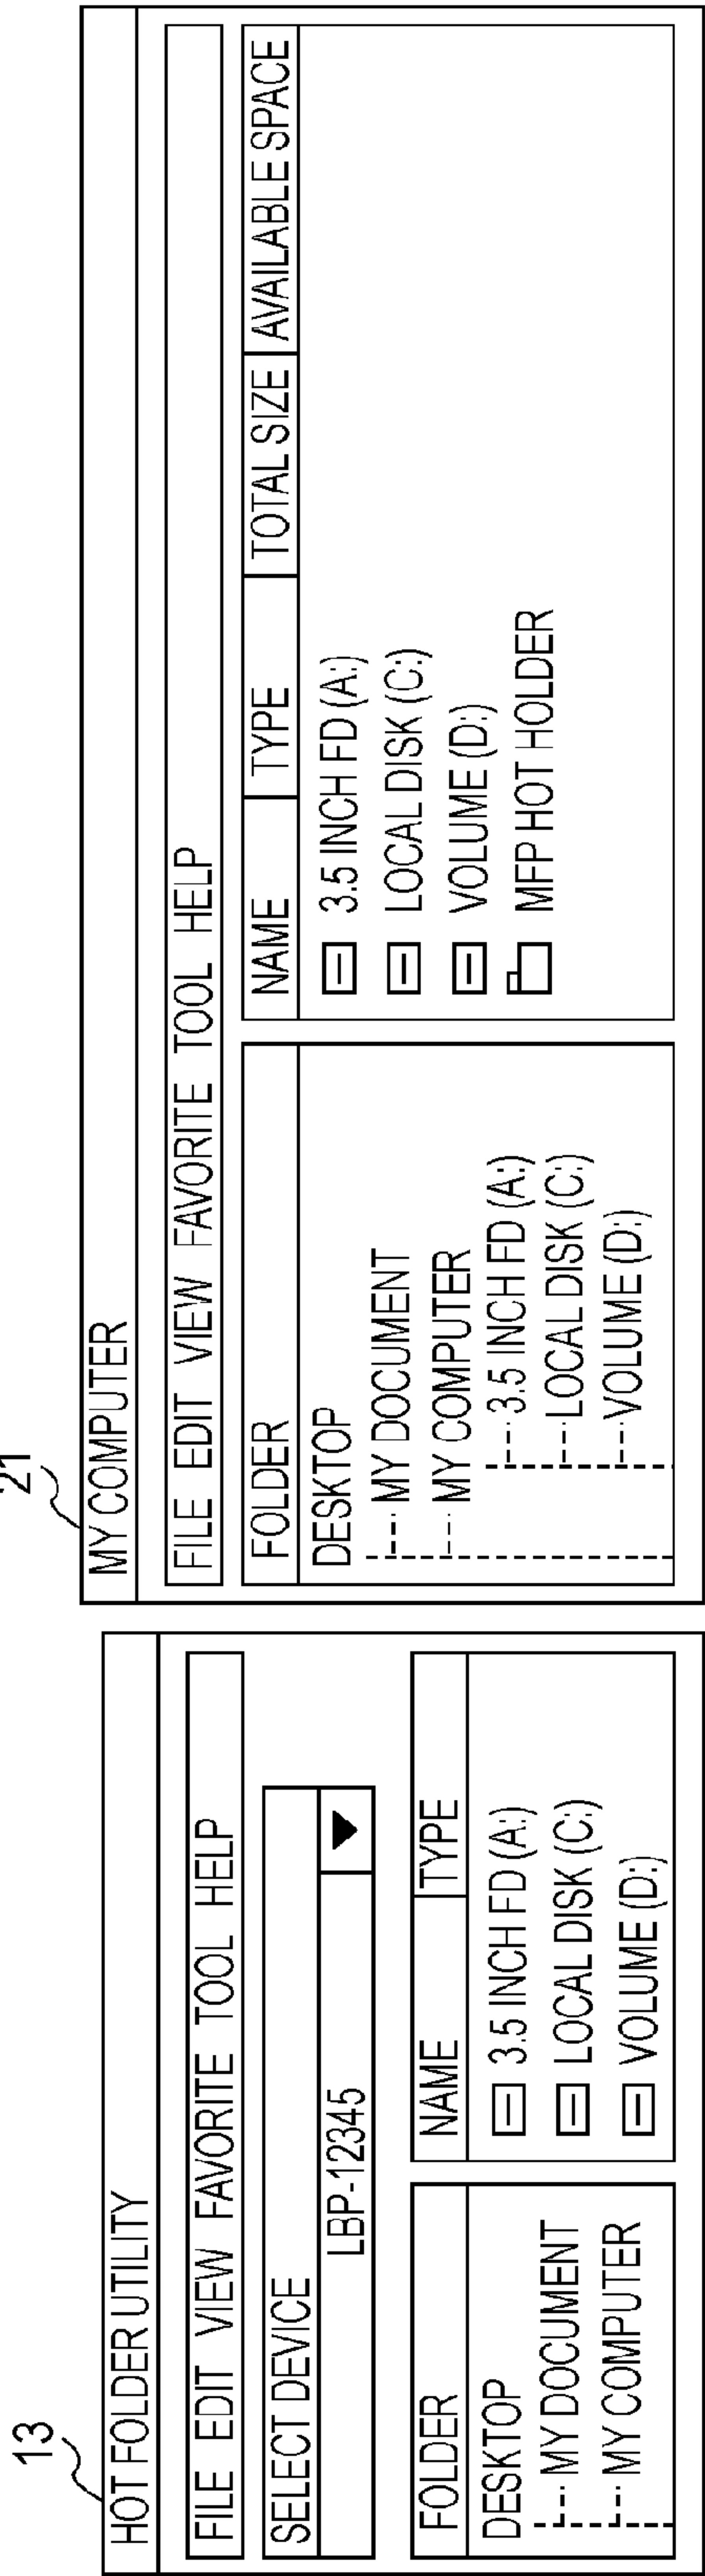 13
HOT FOLDER UTILITY
FILE EDIT VIEW FAVORITE TOOL HELP
SELECT DEVICE
LBP-12345
FOLDER
DESKTOP
MY DOCUMENT
MY COMPUTER
NAME TYPE
3.5 INCH FD (A:)
LOCAL DISK (C:)
VOLUME (D:)
21
MY COMPUTER
FILE EDIT VIEW FAVORITE TOOL HELP
FOLDER
DESKTOP
MY DOCUMENT
MY COMPUTER
3.5 INCH FD (A:)
LOCAL DISK (C:)
VOLUME (D:)
NAME TYPE TOTAL SIZE AVAILABLE SPACE
3.5 INCH FD (A:)
LOCAL DISK (C:)
VOLUME (D:)
MFP HOT HOLDER